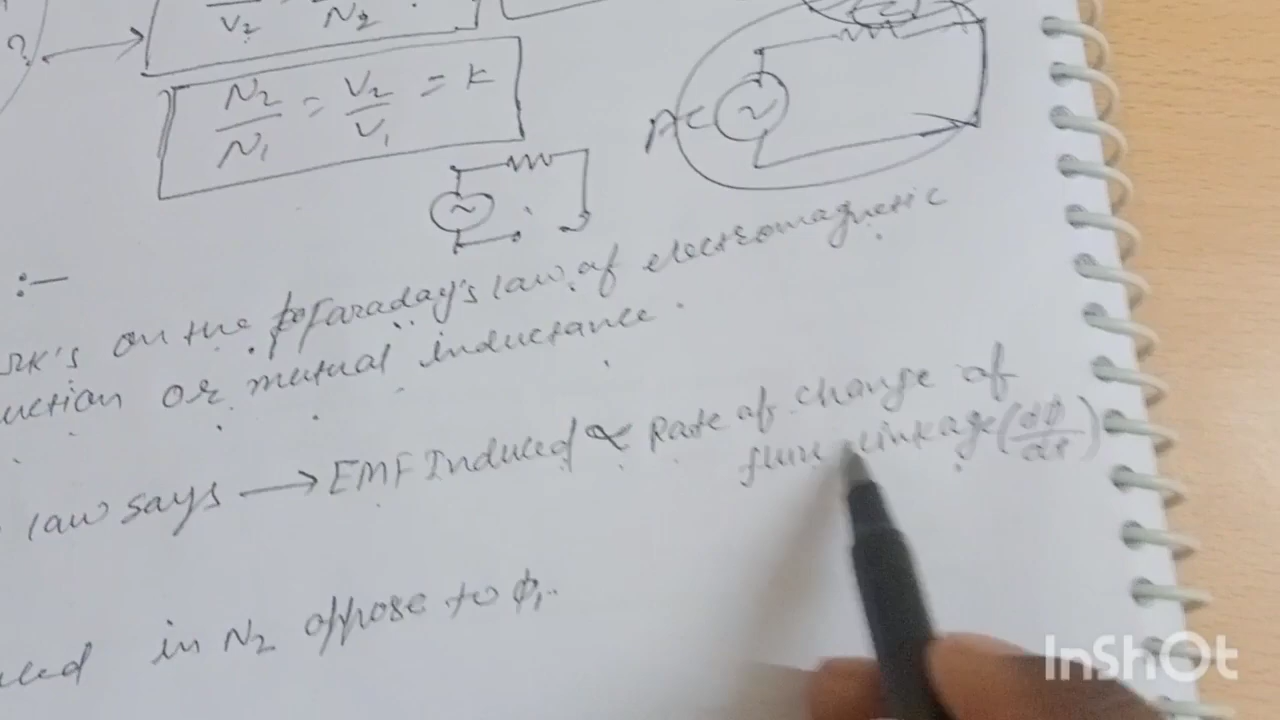 V2 N2
?
N2/N1 = V2/V1 = K
AC
:-
on the Faraday's law of electromagnetic
uction or mutual inductance.
law says → EMF Induced ∝ Rate of change of
flux linkage (dϕ/dt)
in N2 oppose to ϕ1.
InShOt